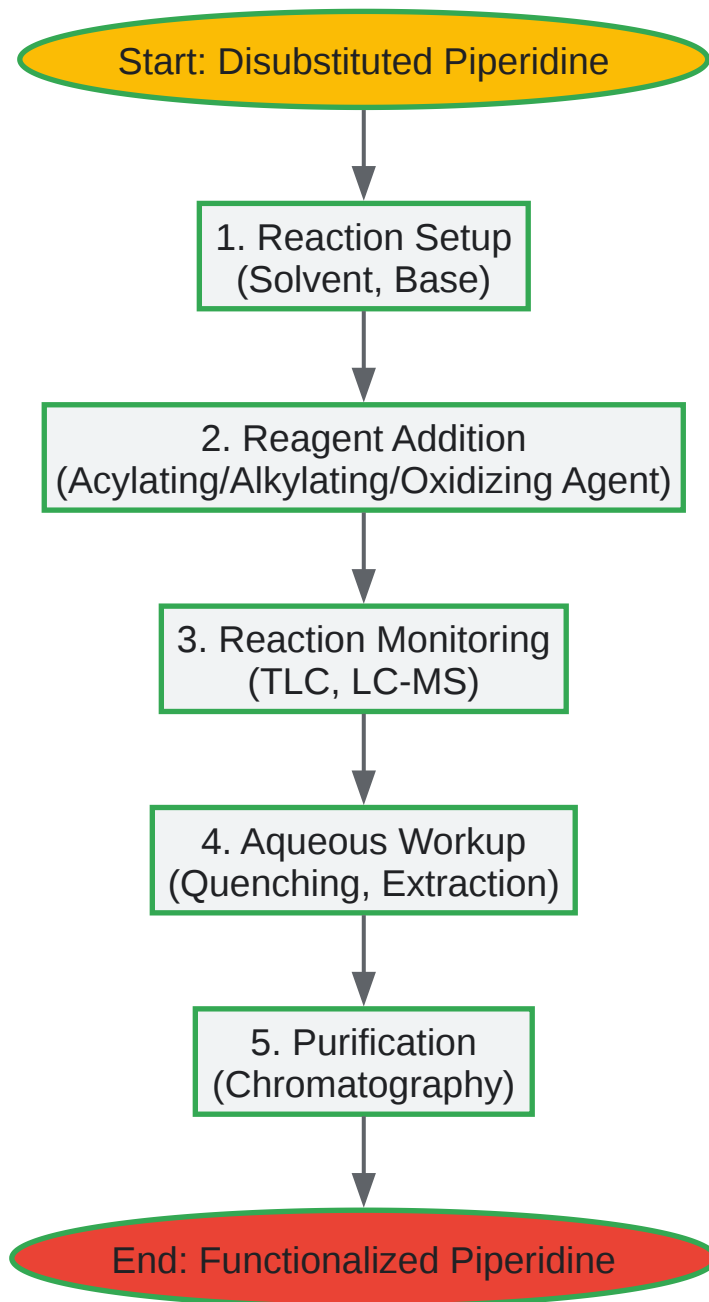 Start: Disubstituted Piperidine
1. Reaction Setup
(Solvent, Base)
2. Reagent Addition
(Acylating/Alkylating/Oxidizing Agent)
3. Reaction Monitoring
(TLC, LC-MS)
4. Aqueous Workup
(Quenching, Extraction)
5. Purification
(Chromatography)
End: Functionalized Piperidine